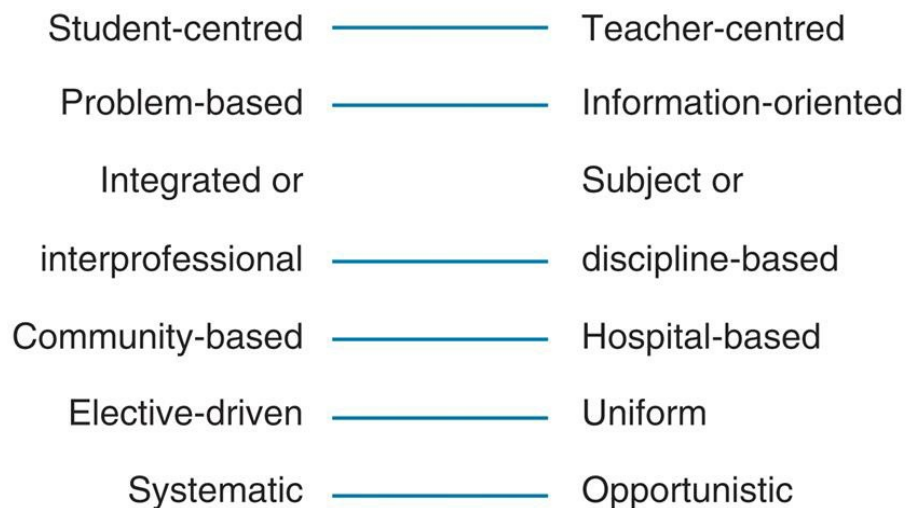 Student-centred Teacher-centred
Problem-based Information-oriented
Integrated or Subject or
interprofessional discipline-based
Community-based Hospital-based
Elective-driven Uniform
Systematic Opportunistic